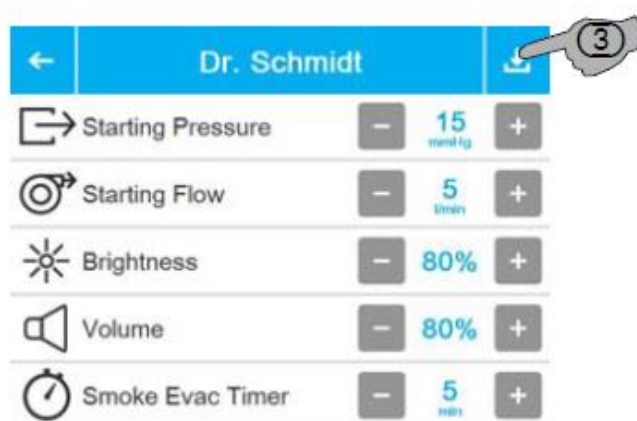 Dr. Schmidt
3
Starting Pressure - 15 +
mmHg
Starting Flow - 5 +
l/min
Brightness - 80% +
Volume - 80% +
Smoke Evac Timer - 5 +
min